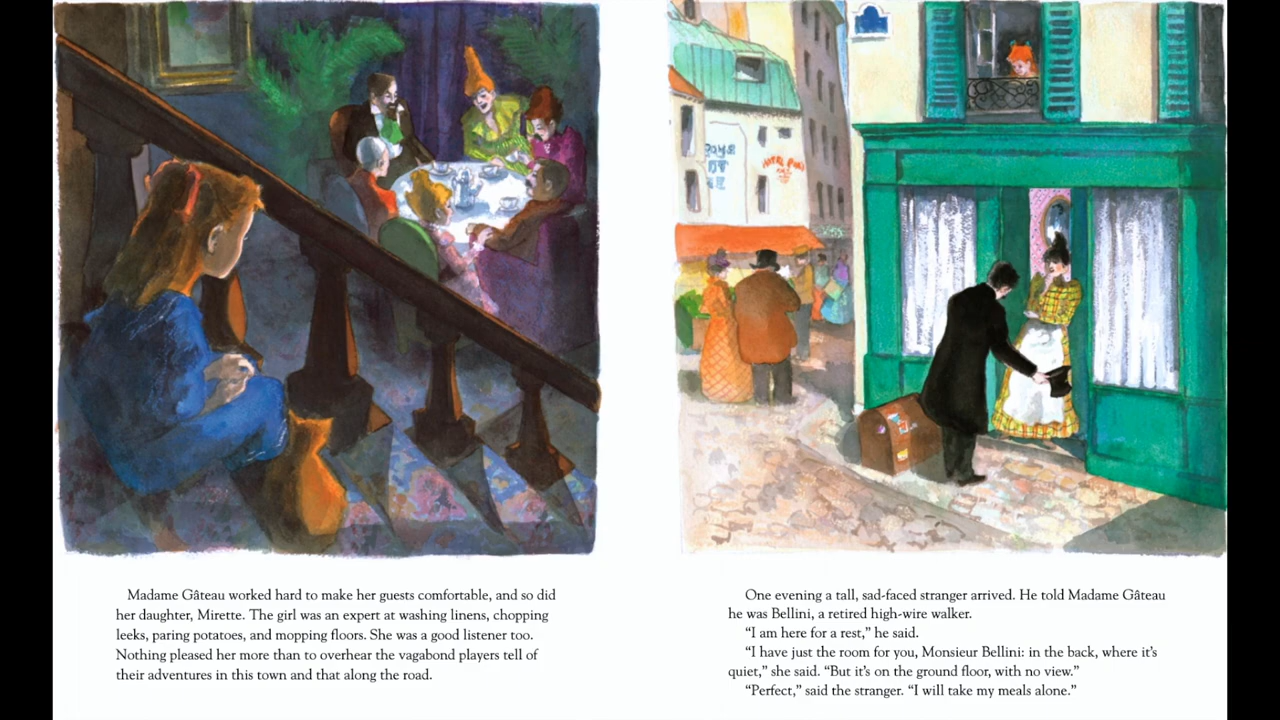 Madame Gâteau worked hard to make her guests comfortable, and so did
her daughter, Mirette. The girl was an expert at washing linens, chopping
leeks, paring potatoes, and mopping floors. She was a good listener too.
Nothing pleased her more than to overhear the vagabond players tell of
their adventures in this town and that along the road.
One evening a tall, sad-faced stranger arrived. He told Madame Gâteau
he was Bellini, a retired high-wire walker.
“I am here for a rest,” he said.
“I have just the room for you, Monsieur Bellini: in the back, where it’s
quiet,” she said. “But it’s on the ground floor, with no view.”
“Perfect,” said the stranger. “I will take my meals alone.”